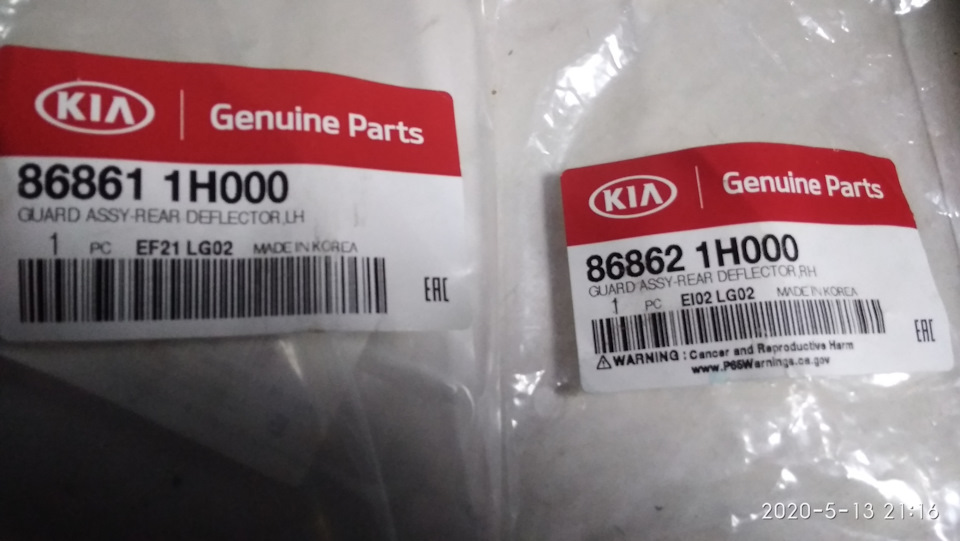 KIA Genuine Parts
86861 1H000
GUARD ASSY-REAR DEFLECTOR,LH
1 PC EF21 LG02 MADE IN KOREA
EAC
KIA Genuine Parts
86862 1H000
GUARD ASSY-REAR DEFLECTOR,RH
1 PC EI02 LG02 MADE IN KOREA
EAC
⚠WARNING : Cancer and Reproductive Harm
www.P65Warnings.ca.gov
2020-5-13 21:16